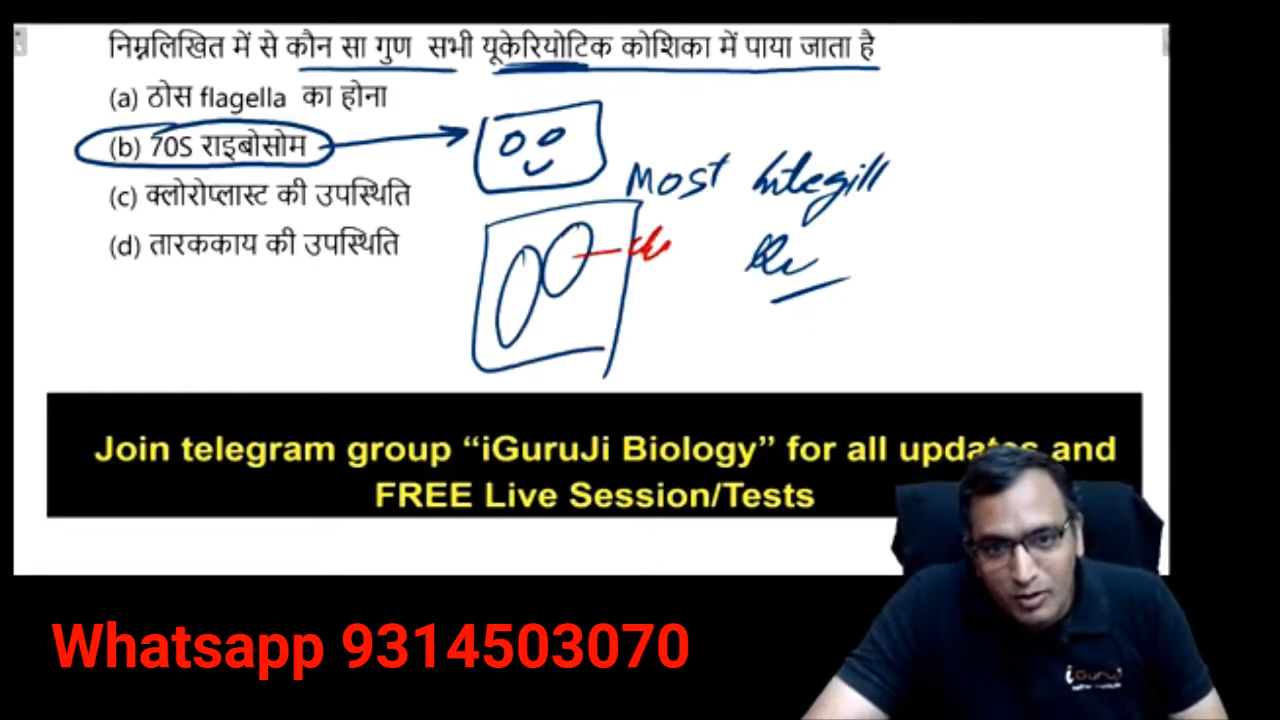 निम्नलिखित में से कौन सा गुण सभी यूकेरियोटिक कोशिका में पाया जाता है
(a) ठोस flagella का होना
(b) 70S राइबोसोम
(c) क्लोरोप्लास्ट की उपस्थिति
(d) तारककाय की उपस्थिति
Most
Join telegram group “iGuruJi Biology” for all updates and
FREE Live Session/Tests
Whatsapp 9314503070
iGuruJi